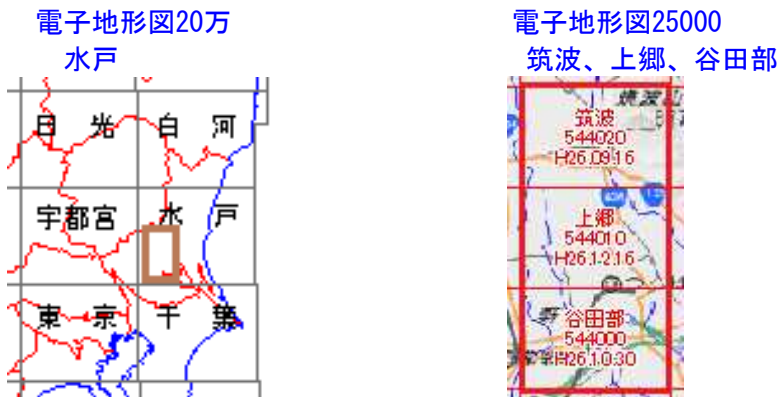 電子地形図20万
水戸
日光
白河
宇都宮
水戸
東京
千葉
電子地形図25000
筑波、上郷、谷田部
筑波
544020
H26.09.16
上郷
544010
H26.12.16
谷田部
544000
H26.10.30